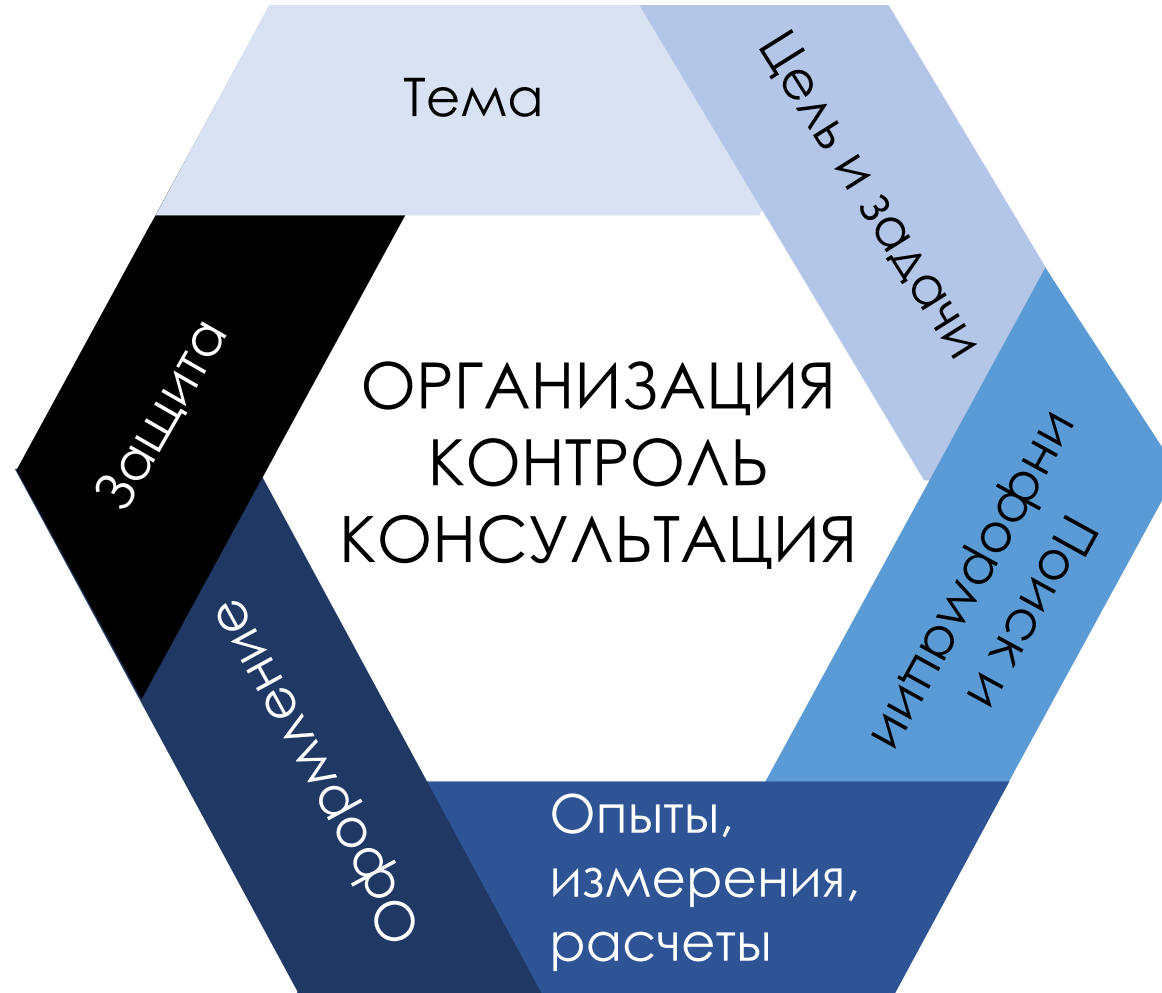 Тема
Цель и задачи
Поиск и
информации
Опыты,
измерения,
расчеты
Оформление
Защита
ОРГАНИЗАЦИЯ
КОНТРОЛЬ
КОНСУЛЬТАЦИЯ